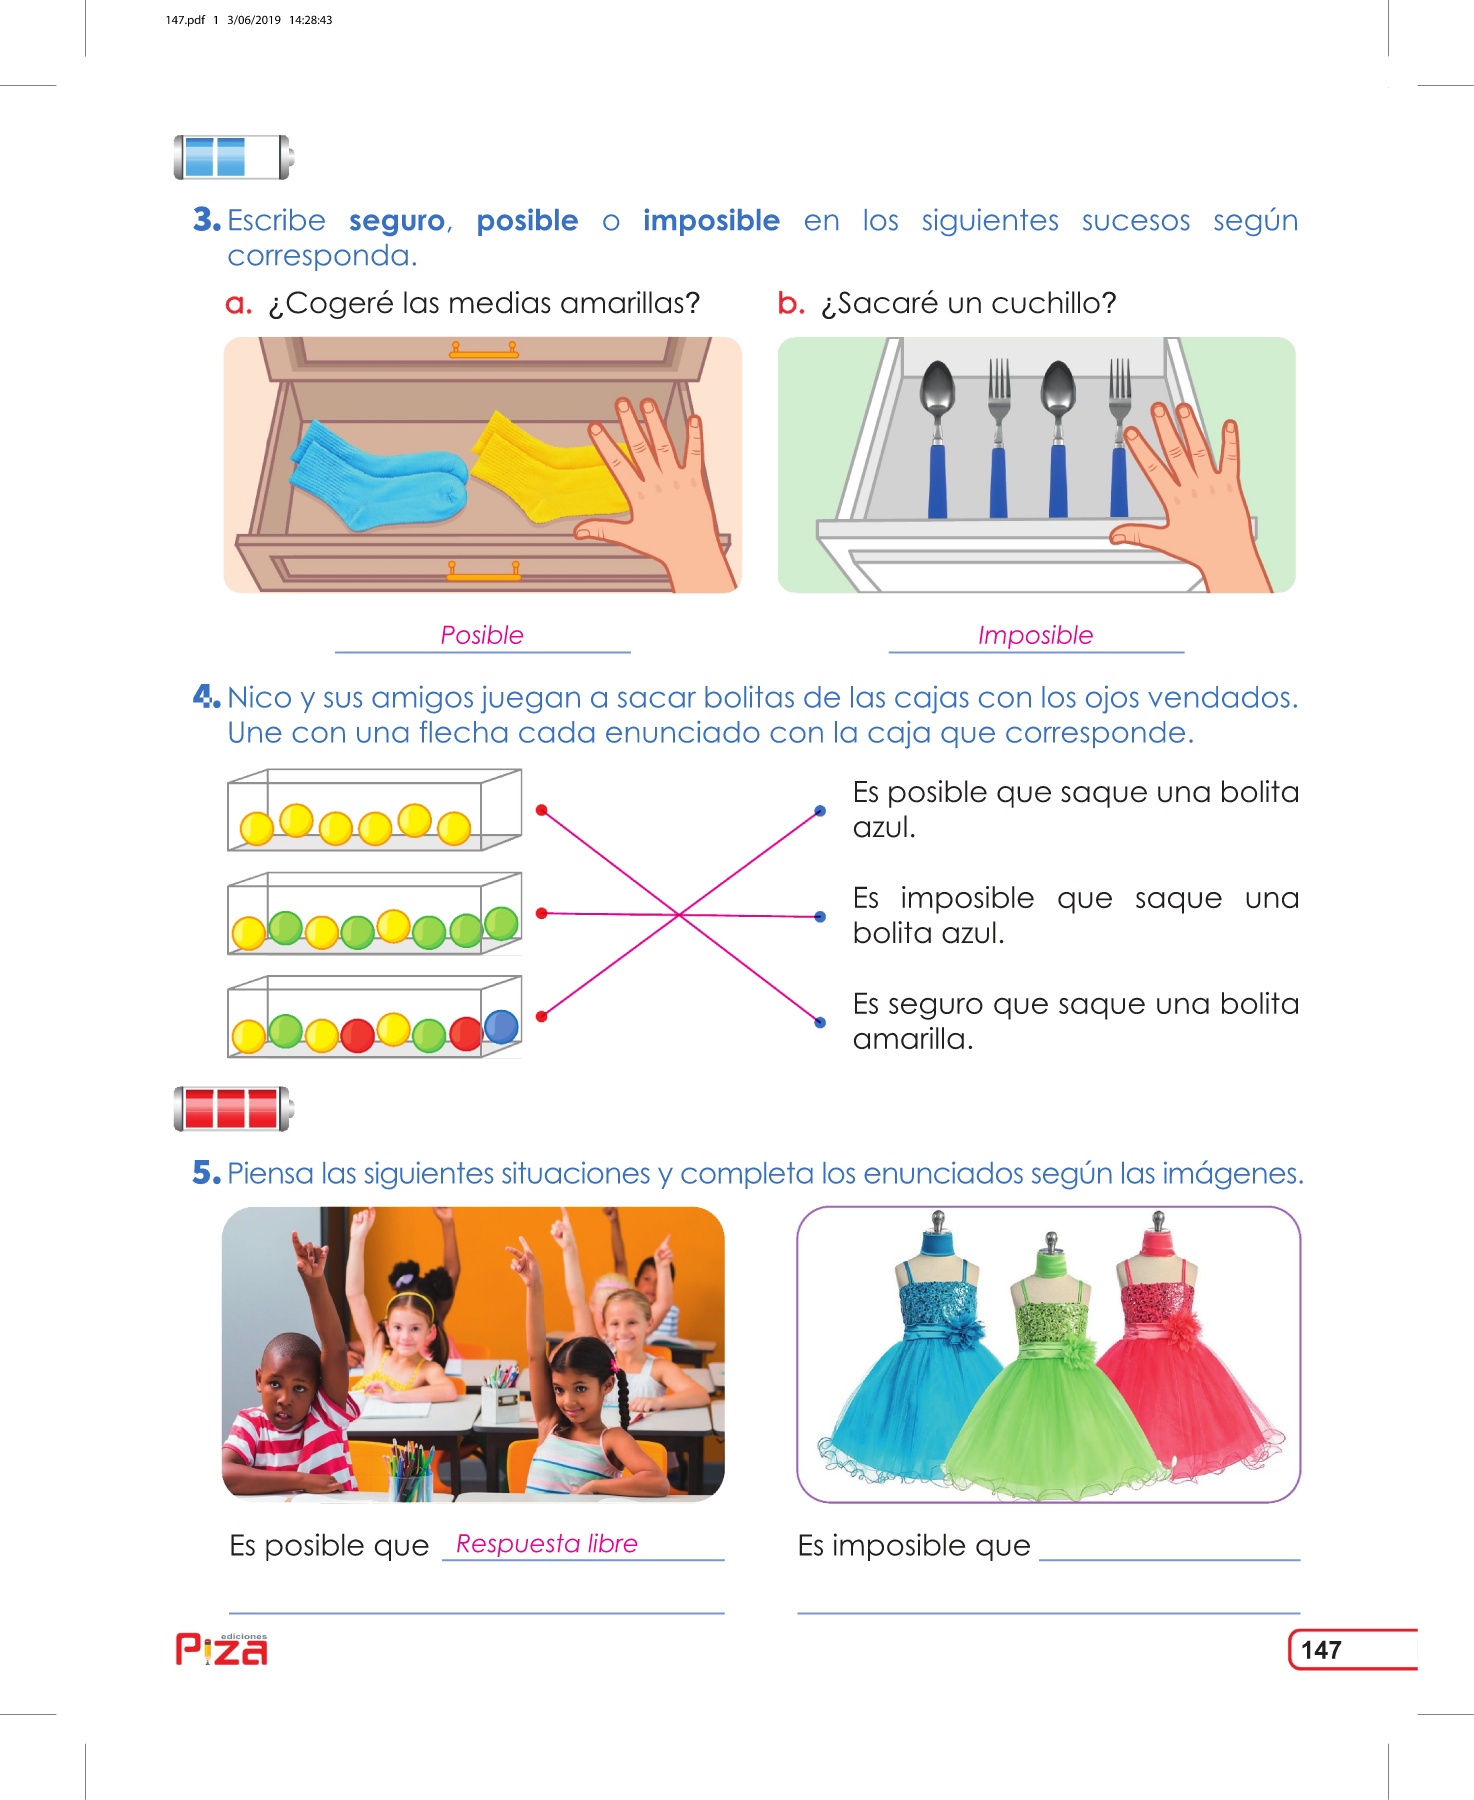 147.pdf 1 3/06/2019 14:28:43
3. Escribe seguro, posible o imposible en los siguientes sucesos según
corresponda.
a. ¿Cogeré las medias amarillas?
b. ¿Sacaré un cuchillo?
Posible
Imposible
4. Nico y sus amigos juegan a sacar bolitas de las cajas con los ojos vendados.
Une con una flecha cada enunciado con la caja que corresponde.
Es posible que saque una bolita
azul.
Es imposible que saque una
bolita azul.
Es seguro que saque una bolita
amarilla.
5. Piensa las siguientes situaciones y completa los enunciados según las imágenes.
Es posible que Respuesta libre
Es imposible que
ediciones
Piza
147